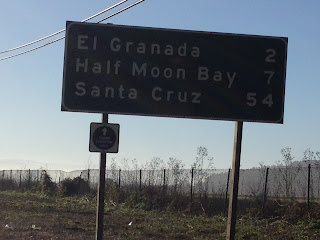 El Granada 2
Half Moon Bay 7
Santa Cruz 54